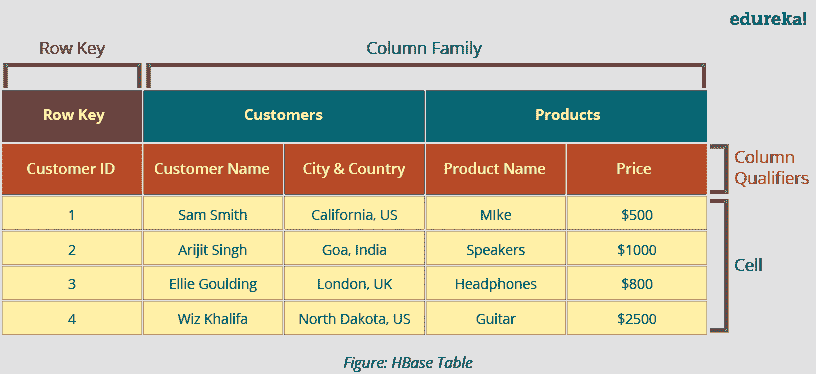 edureka!
Row Key Column Family
Row Key Customers Products
Customer ID Customer Name City & Country Product Name Price
Column
Qualifiers
1 Sam Smith California, US MIke $500
2 Arijit Singh Goa, India Speakers $1000
3 Ellie Goulding London, UK Headphones $800
4 Wiz Khalifa North Dakota, US Guitar $2500
Cell
Figure: HBase Table